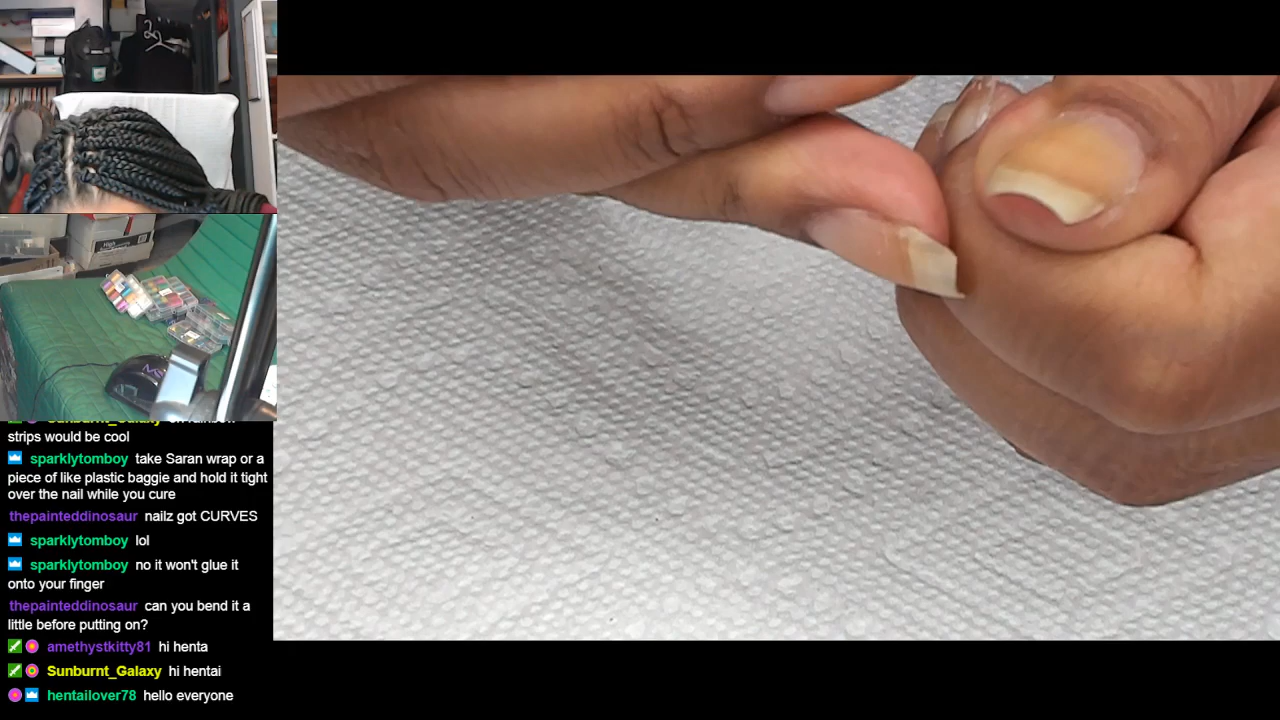 strips would be cool
sparklytomboy take Saran wrap or a
piece of like plastic baggie and hold it tight
over the nail while you cure
thepainteddinosaur nailz got CURVES
sparklytomboy lol
sparklytomboy no it won't glue it
onto your finger
thepainteddinosaur can you bend it a
little before putting on?
amethystkitty81 hi henta
Sunburnt_Galaxy hi hentai
hentailover78 hello everyone